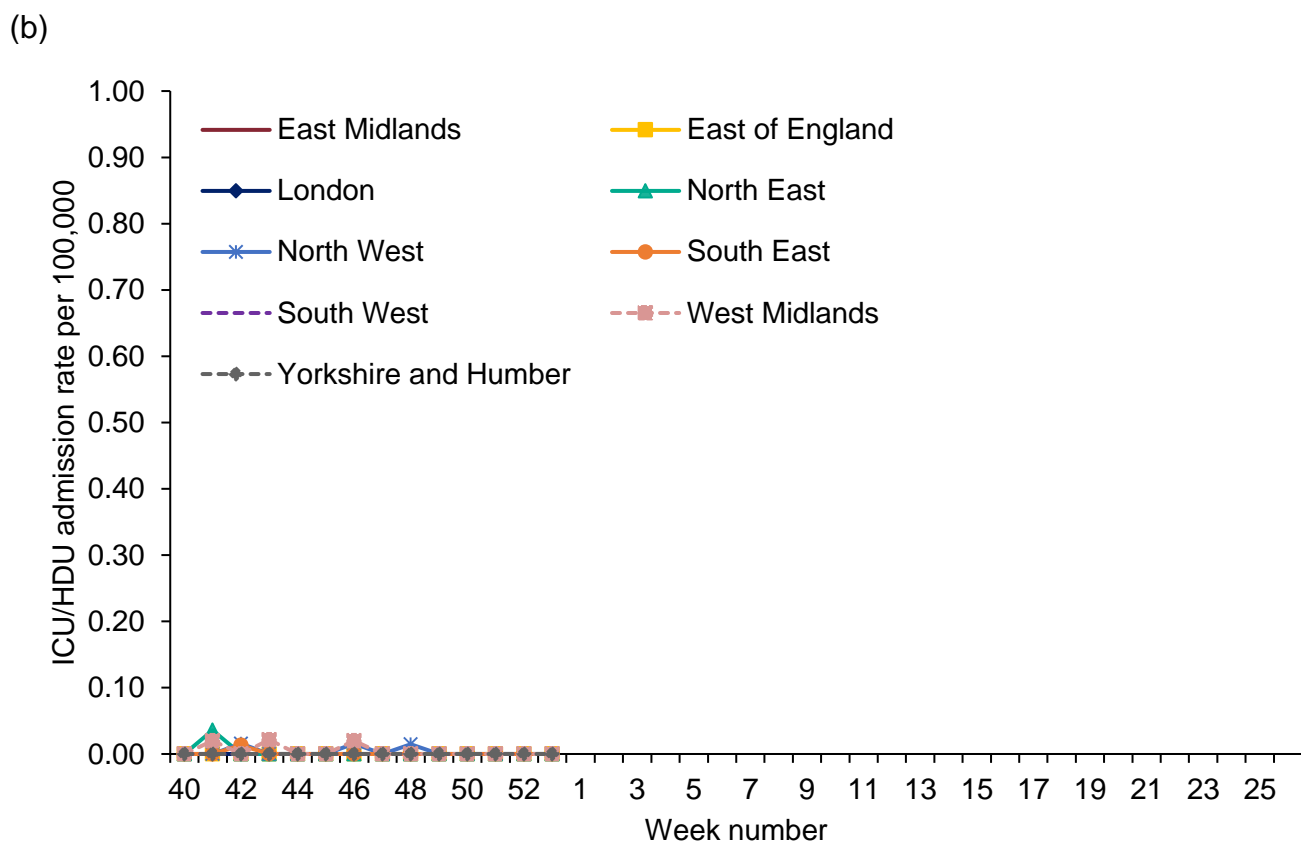 (b)
1.00
0.90
0.80
0.70
0.60
0.50
0.40
0.30
0.20
0.10
0.00
ICU/HDU admission rate per 100,000
East Midlands
East of England
London
North East
North West
South East
South West
West Midlands
Yorkshire and Humber
40 42 44 46 48 50 52 1 3 5 7 9 11 13 15 17 19 21 23 25
Week number